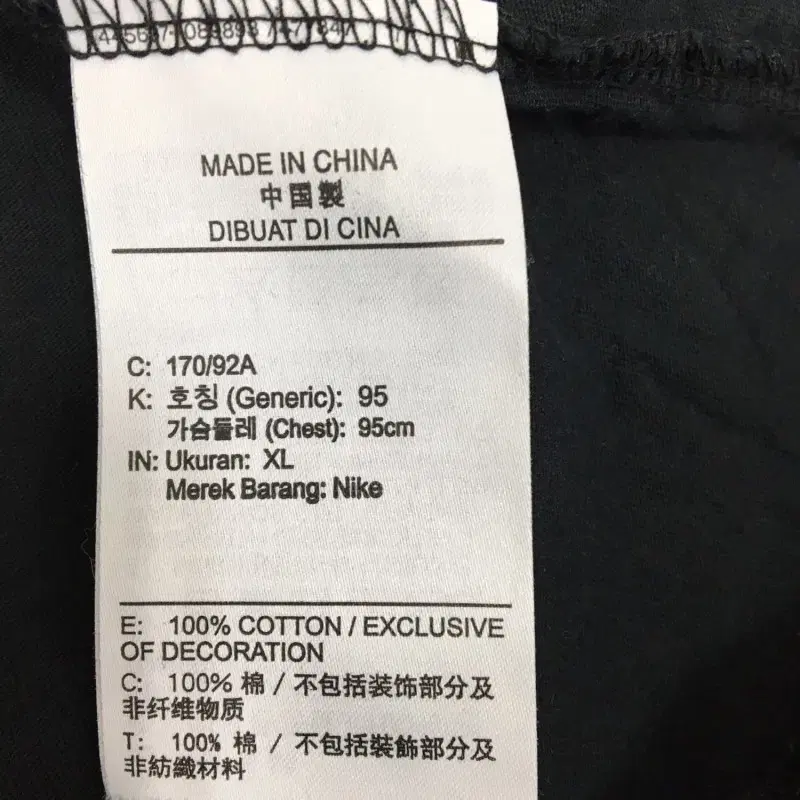 MADE IN CHINA
中国製
DIBUAT DI CINA
C: 170/92A
K: 호칭 (Generic): 95
가슴둘레 (Chest): 95cm
IN: Ukuran: XL
Merek Barang: Nike
E: 100% COTTON / EXCLUSIVE
OF DECORATION
C: 100% 棉 / 不包括装饰部分及
非纤维物质
T: 100% 棉 / 不包括裝飾部分及
非紡織材料